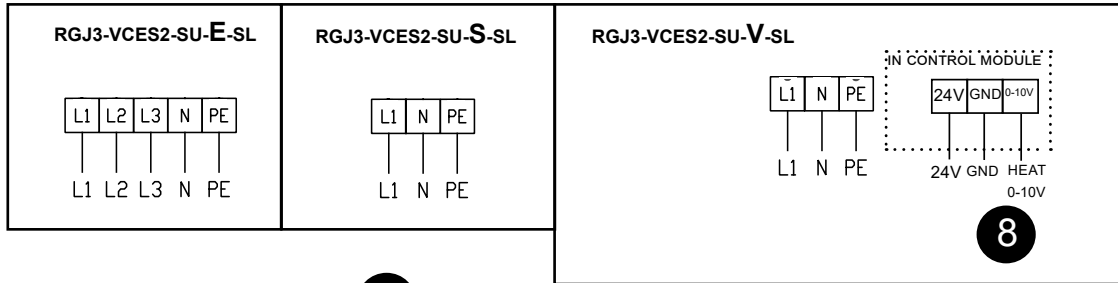 RGJ3-VCES2-SU-E-SL
L1 L2 L3 N PE
L1 L2 L3 N PE
RGJ3-VCES2-SU-S-SL
L1 N PE
L1 N PE
RGJ3-VCES2-SU-V-SL
L1 N PE
L1 N PE
IN CONTROL MODULE
24V GND 0-10V
24V GND HEAT
0-10V
8